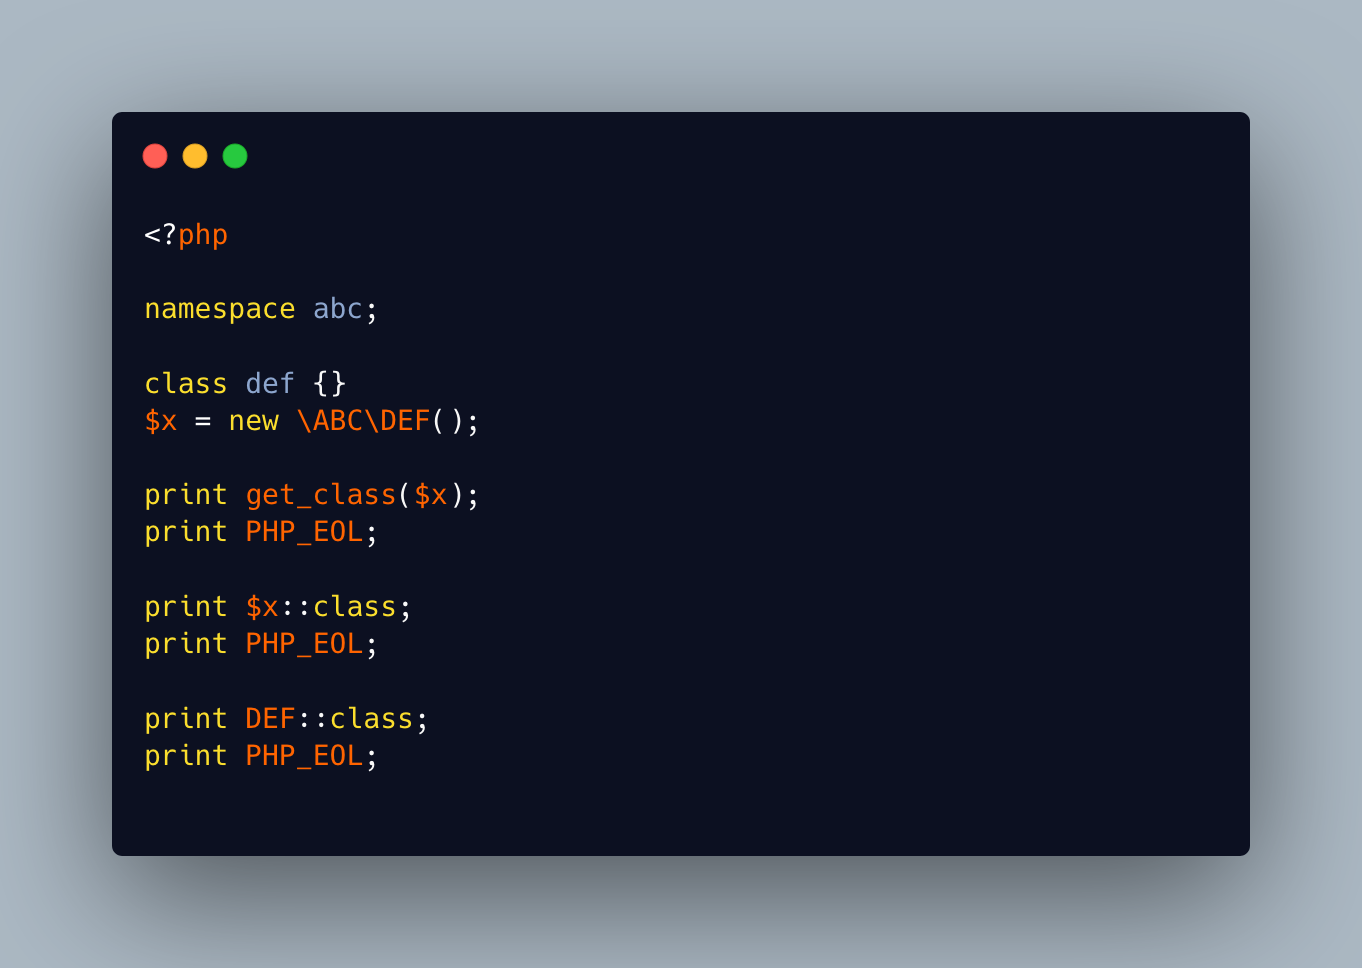 <?php
namespace abc;
class def {}
$x = new \ABC\DEF();
print get_class($x);
print PHP_EOL;
print $x::class;
print PHP_EOL;
print DEF::class;
print PHP_EOL;